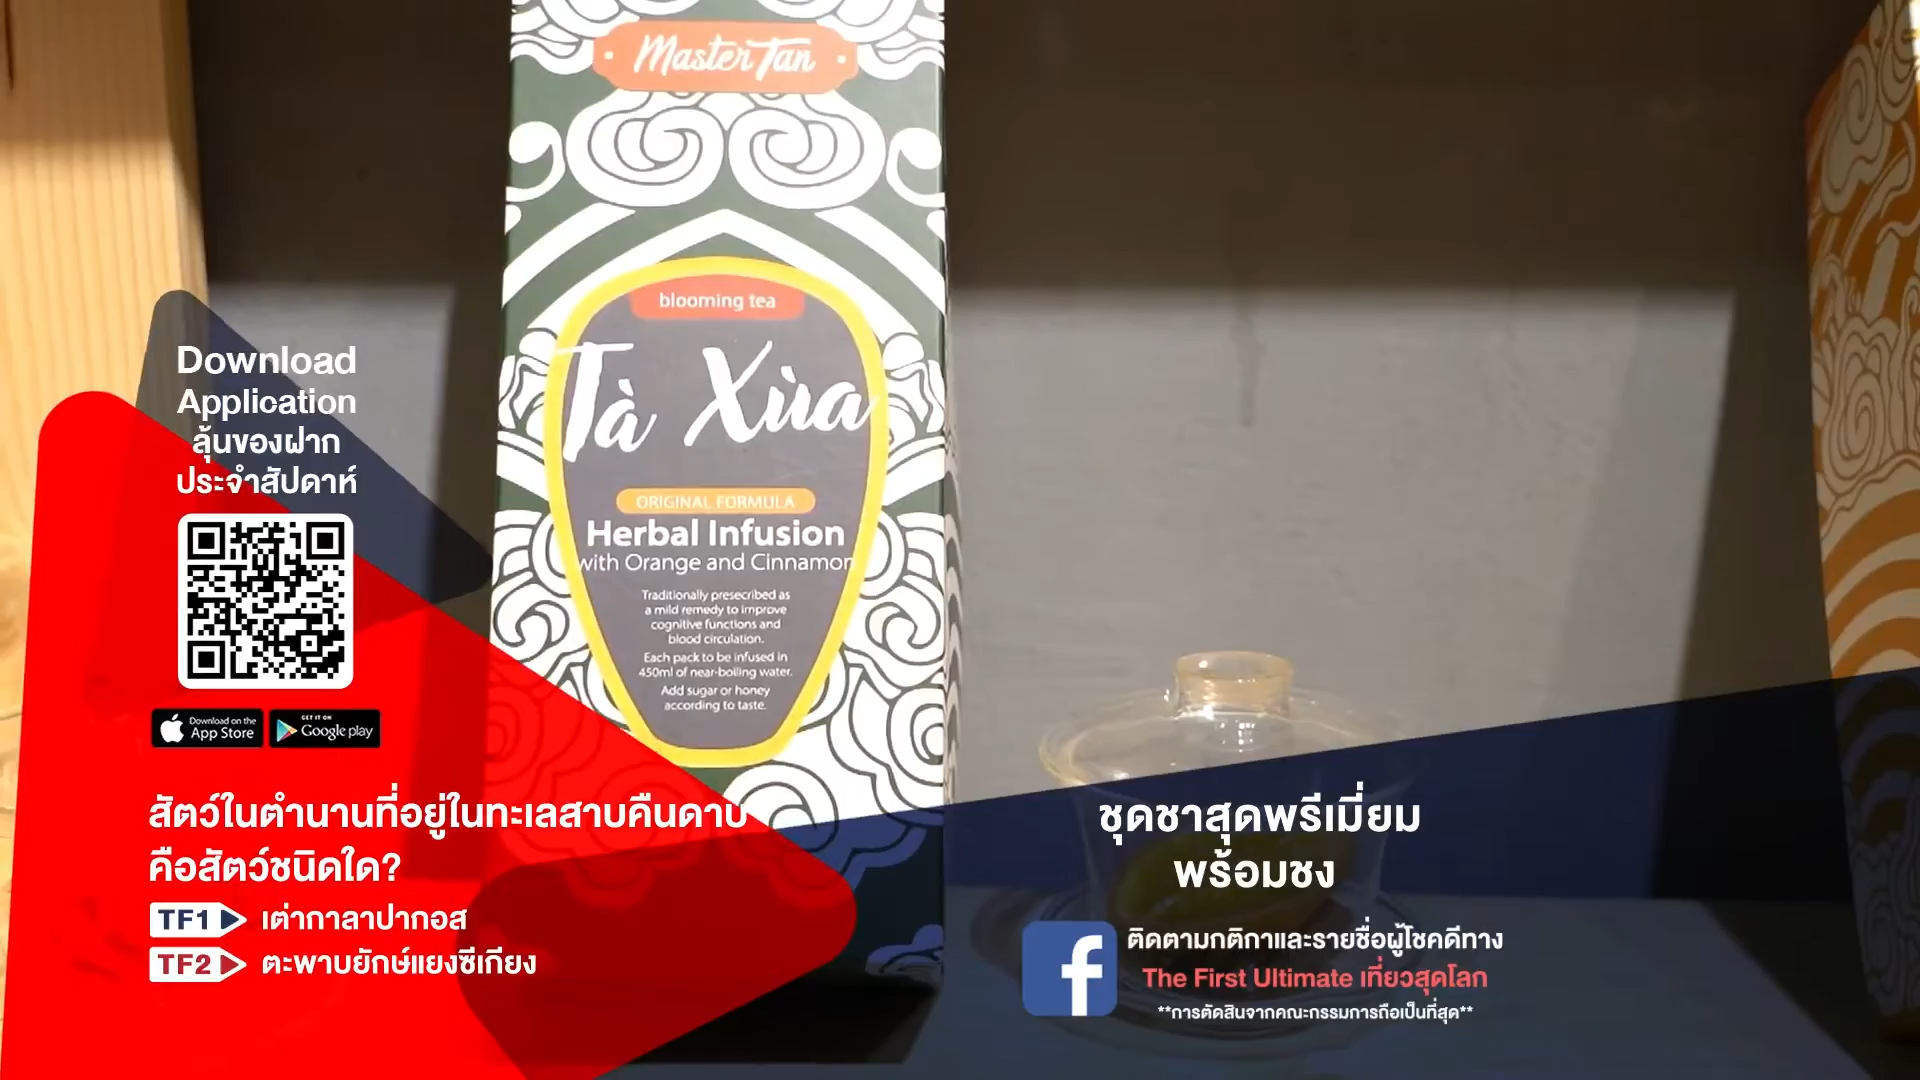 Master Tan
blooming tea
Tà Xùa
ORIGINAL FORMULA
Herbal Infusion
with Orange and Cinnamon
Traditionally presecribed as
a mild remedy to improve
cognitive functions and
blood circulation.
Each pack to be infused in
450ml of near-boiling water.
Add sugar or honey
according to taste.
Download
Application
ลุ้นของฝาก
ประจำสัปดาห์
Download on the
App Store
GET IT ON
Google play
สัตว์ในตำนานที่อยู่ในทะเลสาบคืนดาบ
คือสัตว์ชนิดใด?
TF1 เต่ากาลาปากอส
TF2 ตะพาบยักษ์แยงซีเกียง
ชุดชาสุดพรีเมี่ยม
พร้อมชง
ติดตามกติกาและรายชื่อผู้โชคดีทาง
The First Ultimate เที่ยวสุดโลก
**การตัดสินจากคณะกรรมการถือเป็นที่สุด**